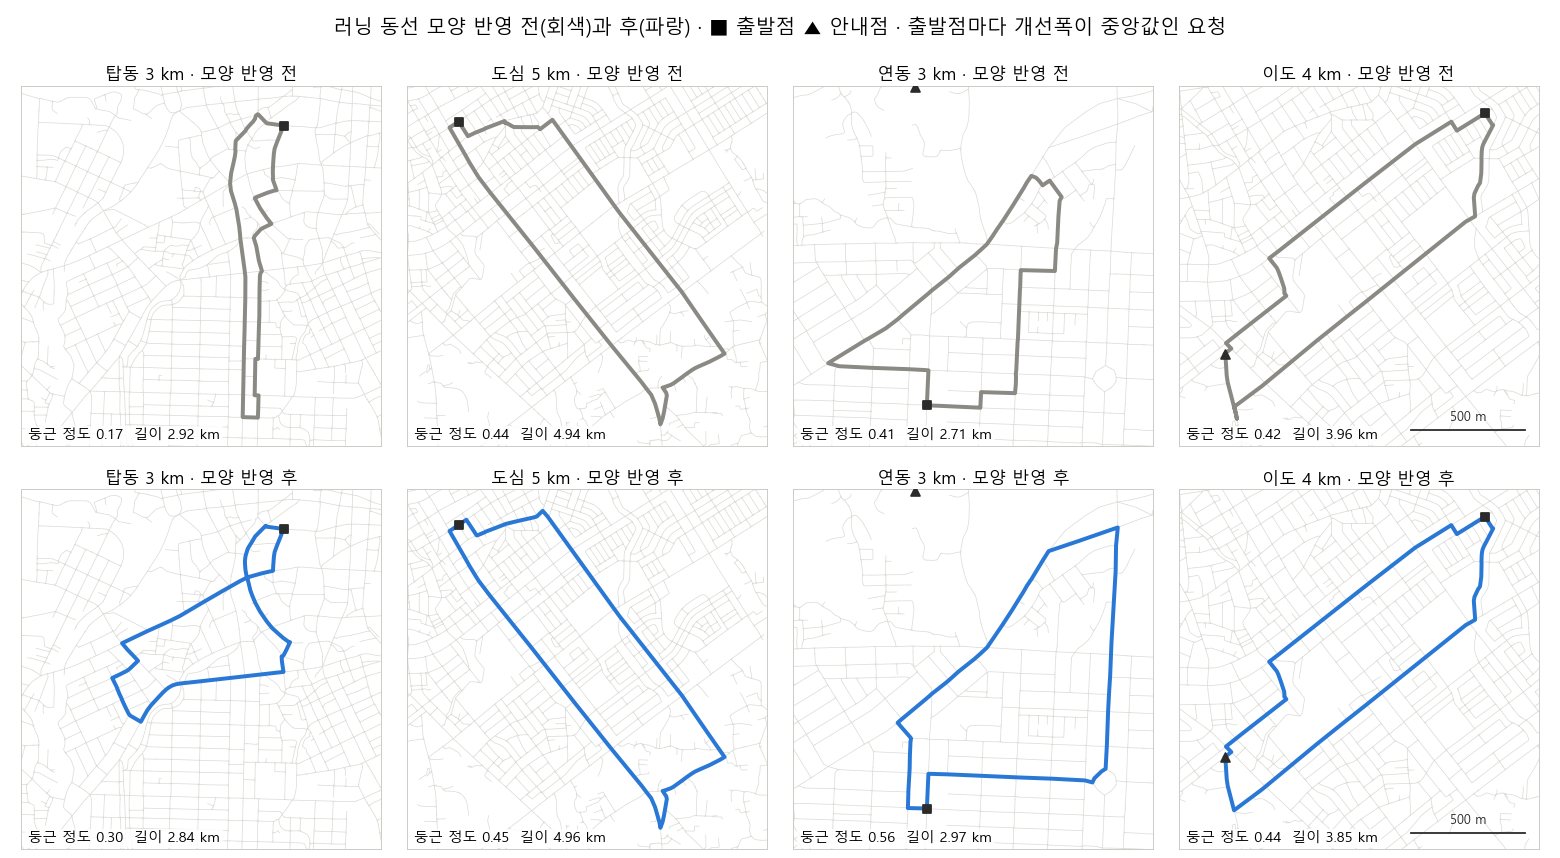 러닝 동선 모양 반영 전(회색)과 후(파랑) · ■ 출발점 ▲ 안내점 · 출발점마다 개선폭이 중앙값인 요청
탑동 3 km · 모양 반영 전
도심 5 km · 모양 반영 전
연동 3 km · 모양 반영 전
이도 4 km · 모양 반영 전
둥근 정도 0.17 길이 2.92 km
둥근 정도 0.44 길이 4.94 km
둥근 정도 0.41 길이 2.71 km
둥근 정도 0.42 길이 3.96 km
500 m
탑동 3 km · 모양 반영 후
도심 5 km · 모양 반영 후
연동 3 km · 모양 반영 후
이도 4 km · 모양 반영 후
둥근 정도 0.30 길이 2.84 km
둥근 정도 0.45 길이 4.96 km
둥근 정도 0.56 길이 2.97 km
둥근 정도 0.44 길이 3.85 km
500 m